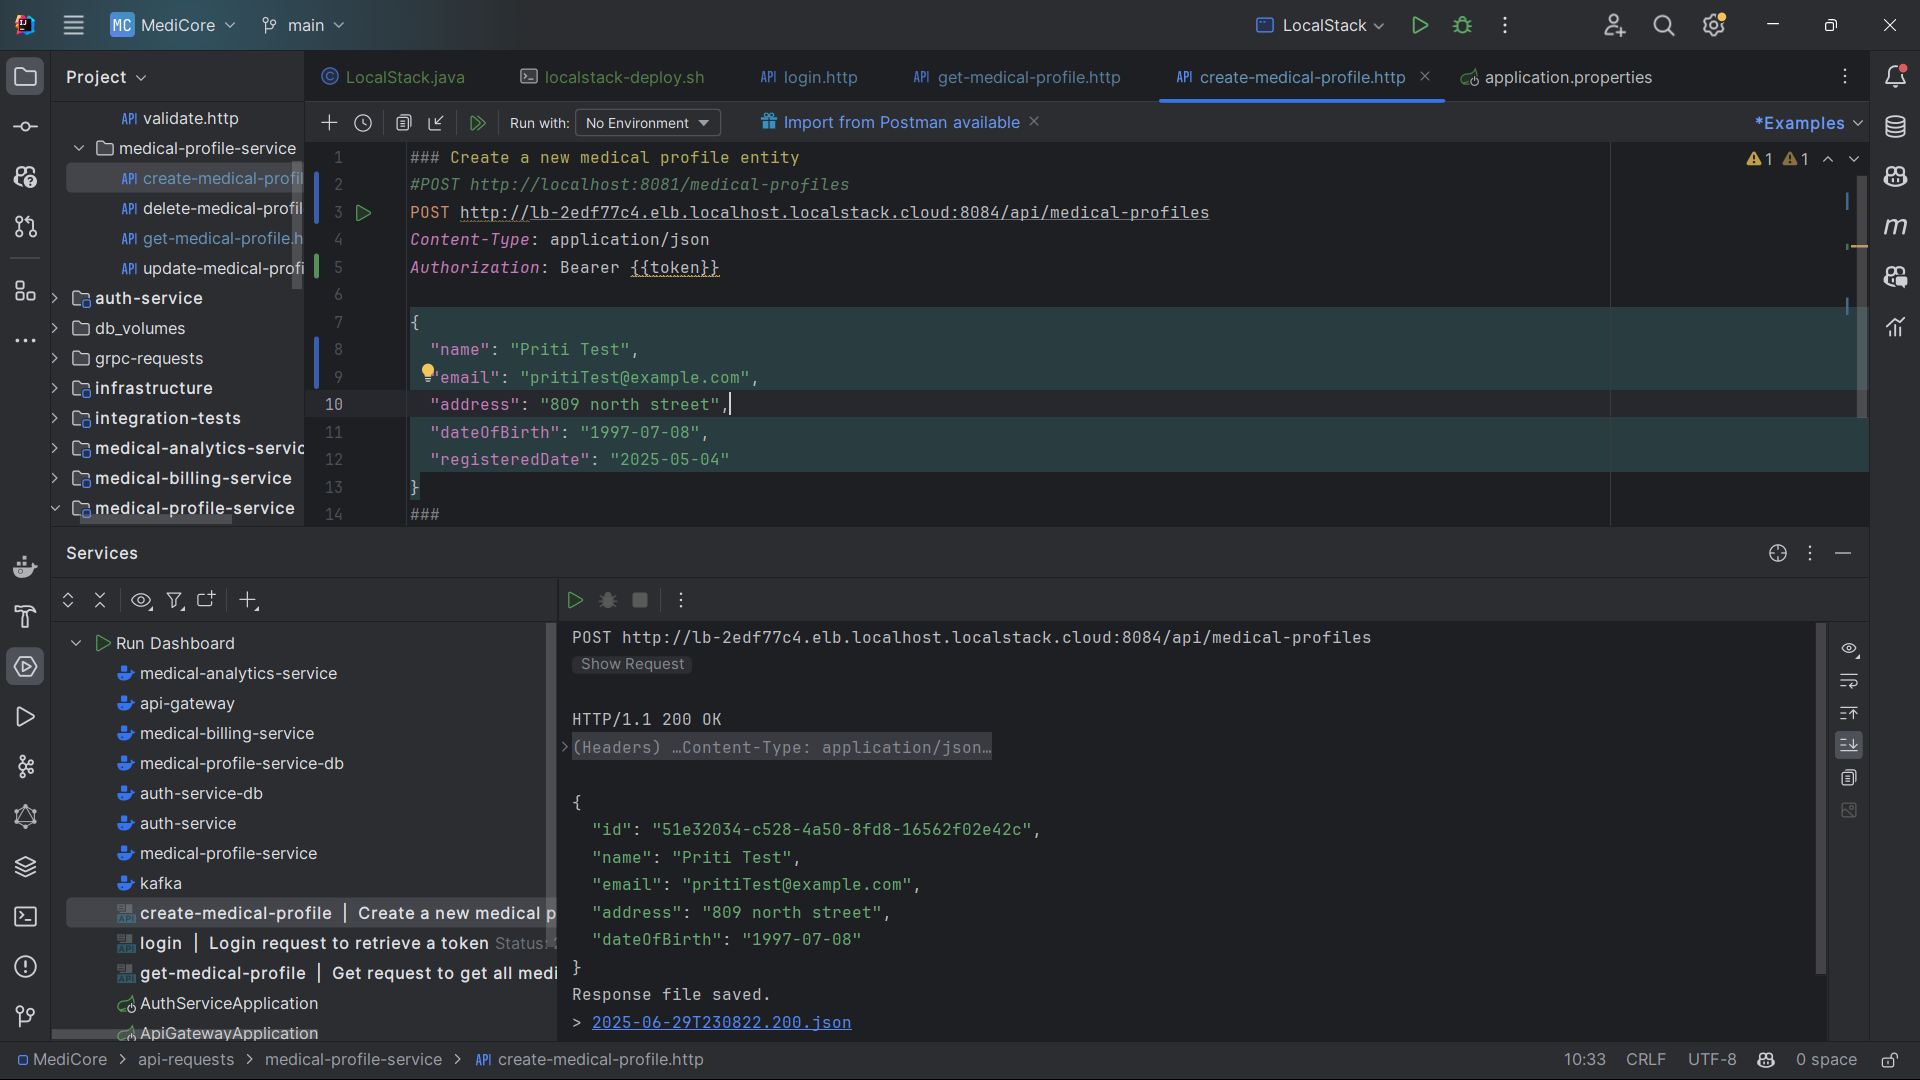 MC MediCore main LocalStack
Project
LocalStack.java localstack-deploy.sh API login.http API get-medical-profile.http API create-medical-profile.http application.properties
Run with: No Environment Import from Postman available *Examples
API validate.http
medical-profile-service
API create-medical-profil
API delete-medical-profil
API get-medical-profile.h
API update-medical-profi
auth-service
db_volumes
grpc-requests
infrastructure
integration-tests
medical-analytics-servic
medical-billing-service
medical-profile-service
1 ### Create a new medical profile entity
2 #POST http://localhost:8081/medical-profiles
3 POST http://lb-2edf77c4.elb.localhost.localstack.cloud:8084/api/medical-profiles
4 Content-Type: application/json
5 Authorization: Bearer {{token}}
6
7 {
8 "name": "Priti Test",
9 "email": "pritiTest@example.com",
10 "address": "809 north street",
11 "dateOfBirth": "1997-07-08",
12 "registeredDate": "2025-05-04"
13 }
14 ###
1 1
m
Services
Run Dashboard
medical-analytics-service
api-gateway
medical-billing-service
medical-profile-service-db
auth-service-db
auth-service
medical-profile-service
kafka
API create-medical-profile | Create a new medical p
API login | Login request to retrieve a token Status:
API get-medical-profile | Get request to get all medi
AuthServiceApplication
ApiGatewayApplication
POST http://lb-2edf77c4.elb.localhost.localstack.cloud:8084/api/medical-profiles
Show Request
HTTP/1.1 200 OK
(Headers) …Content-Type: application/json…
{
"id": "51e32034-c528-4a50-8fd8-16562f02e42c",
"name": "Priti Test",
"email": "pritiTest@example.com",
"address": "809 north street",
"dateOfBirth": "1997-07-08"
}
Response file saved.
> 2025-06-29T230822.200.json
MediCore > api-requests > medical-profile-service > API create-medical-profile.http 10:33 CRLF UTF-8 0 space